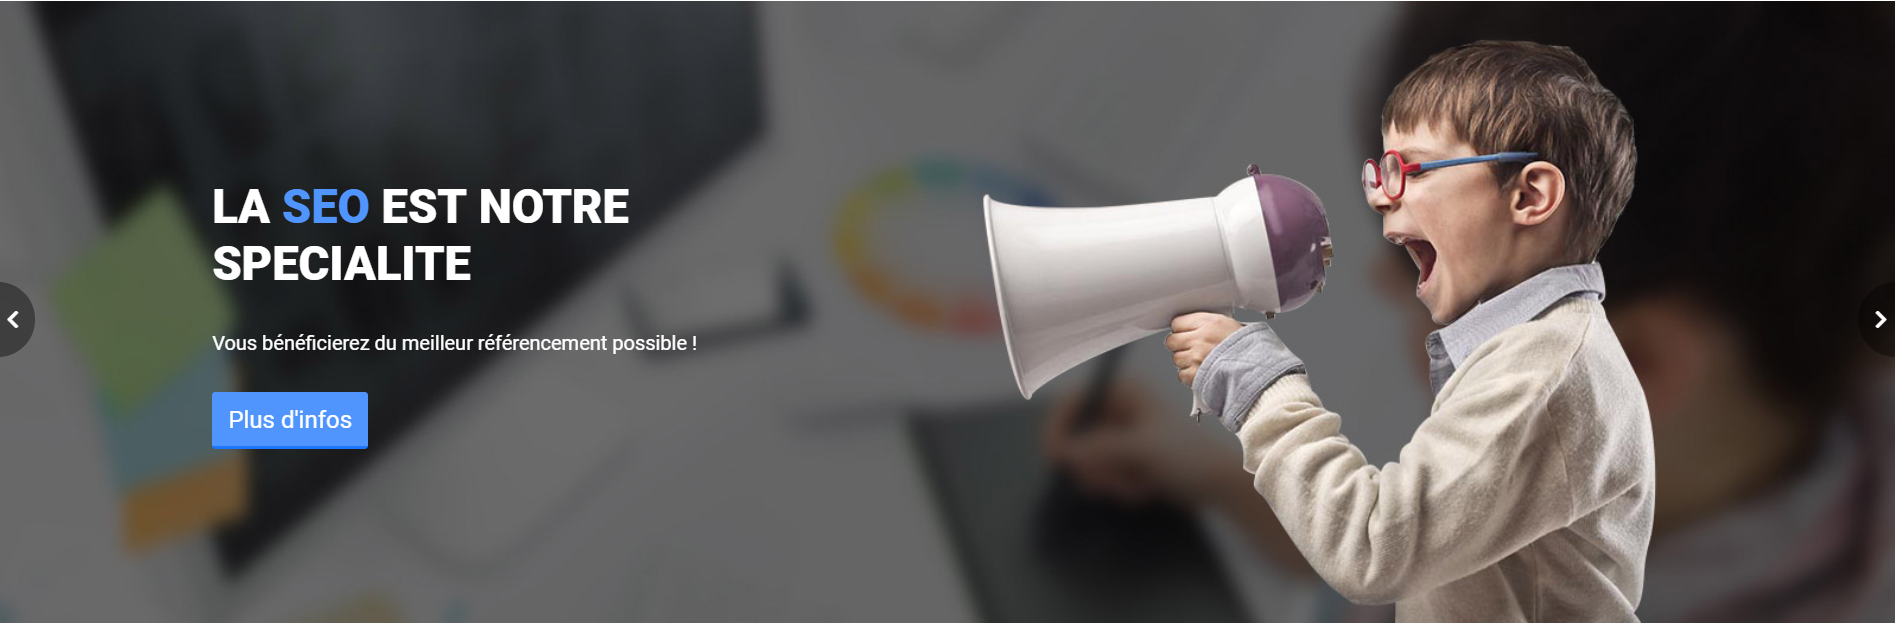 LA SEO EST NOTRE
SPECIALITE
Vous bénéficierez du meilleur référencement possible !
Plus d'infos